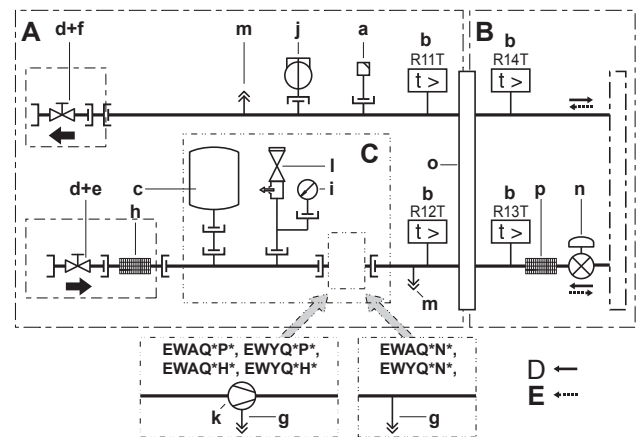 A
d+f
m
j
a
b
R11T
t >
B
b
R14T
t >
C
c
l
i
o
d+e
h
b
R12T
t >
b
R13T
t >
p
n
m
EWAQ*P*, EWYQ*P*,
EWAQ*H*, EWYQ*H*
k
g
EWAQ*N*,
EWYQ*N*,
g
D
E